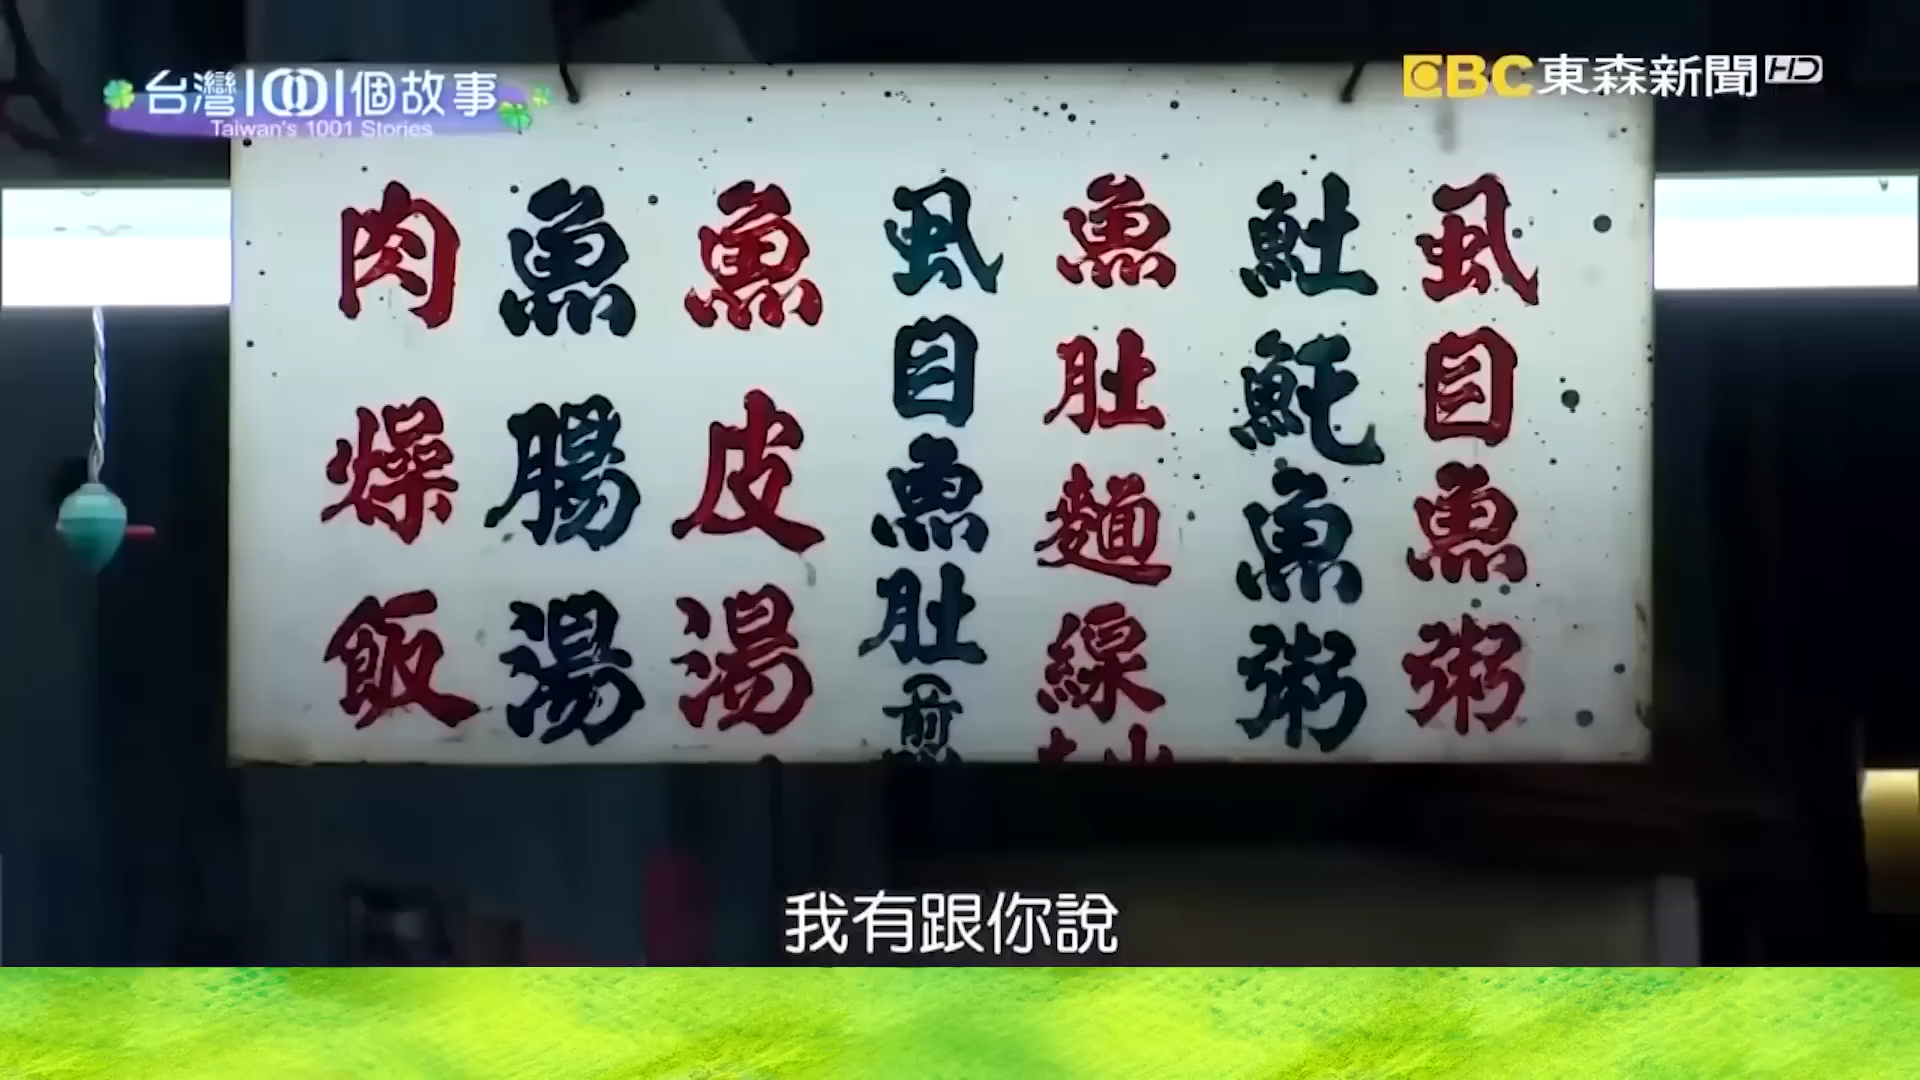 台灣1001個故事
Taiwan's 1001 Stories
EBC東森新聞HD
虱目魚粥
魠魚粥
魚肚麵線
虱目魚肚(煎
魚皮湯
魚腸湯
肉燥飯
我有跟你說